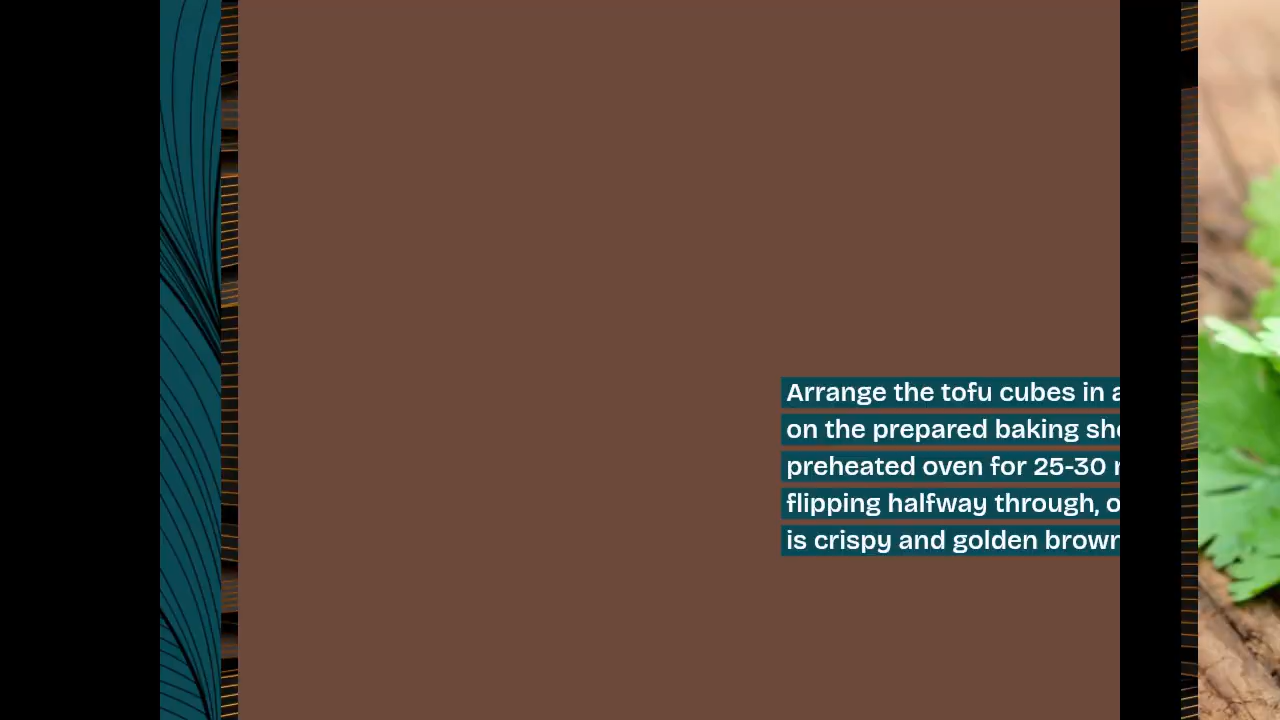 Arrange the tofu cubes in a
on the prepared baking
preheated oven for 25-30
flipping halfway through,
is crispy and golden brown